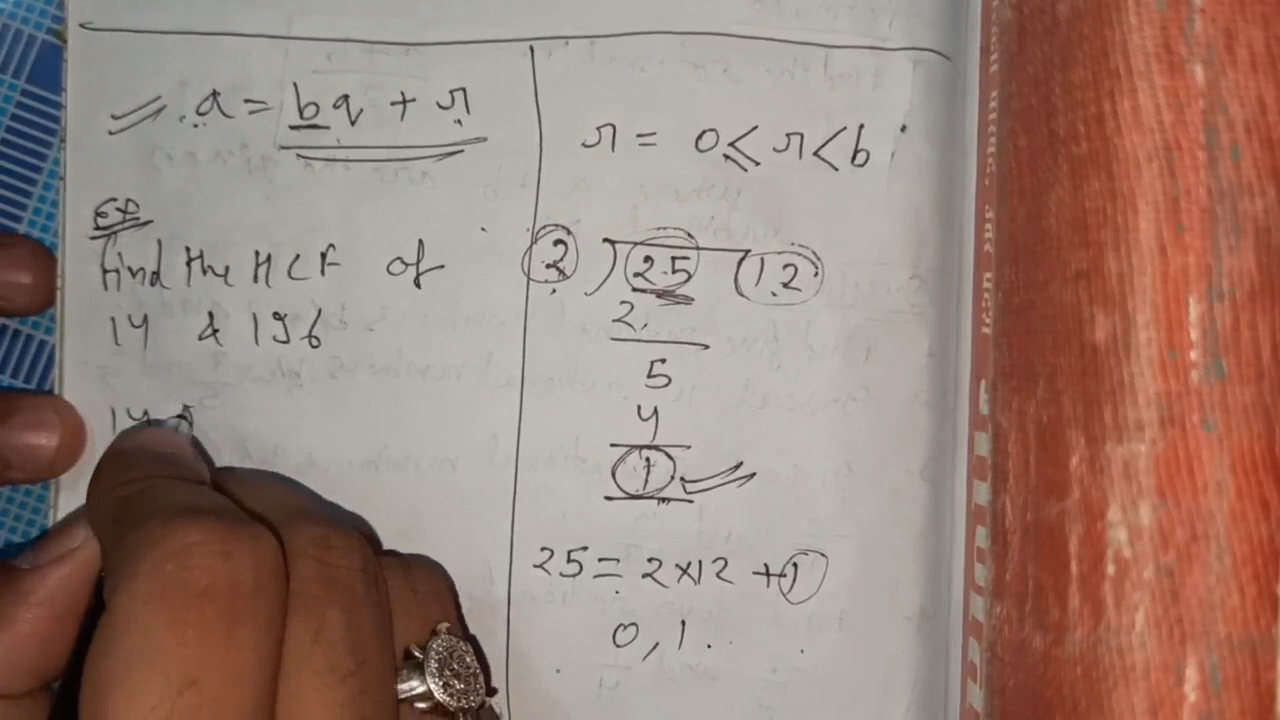 a = bq + r
Ex
Find the HCF of
14 & 196
14
r = 0 ≤ r < b
2 ) 25 ( 12
2
5
4
1
25 = 2×12 + 1
0, 1.